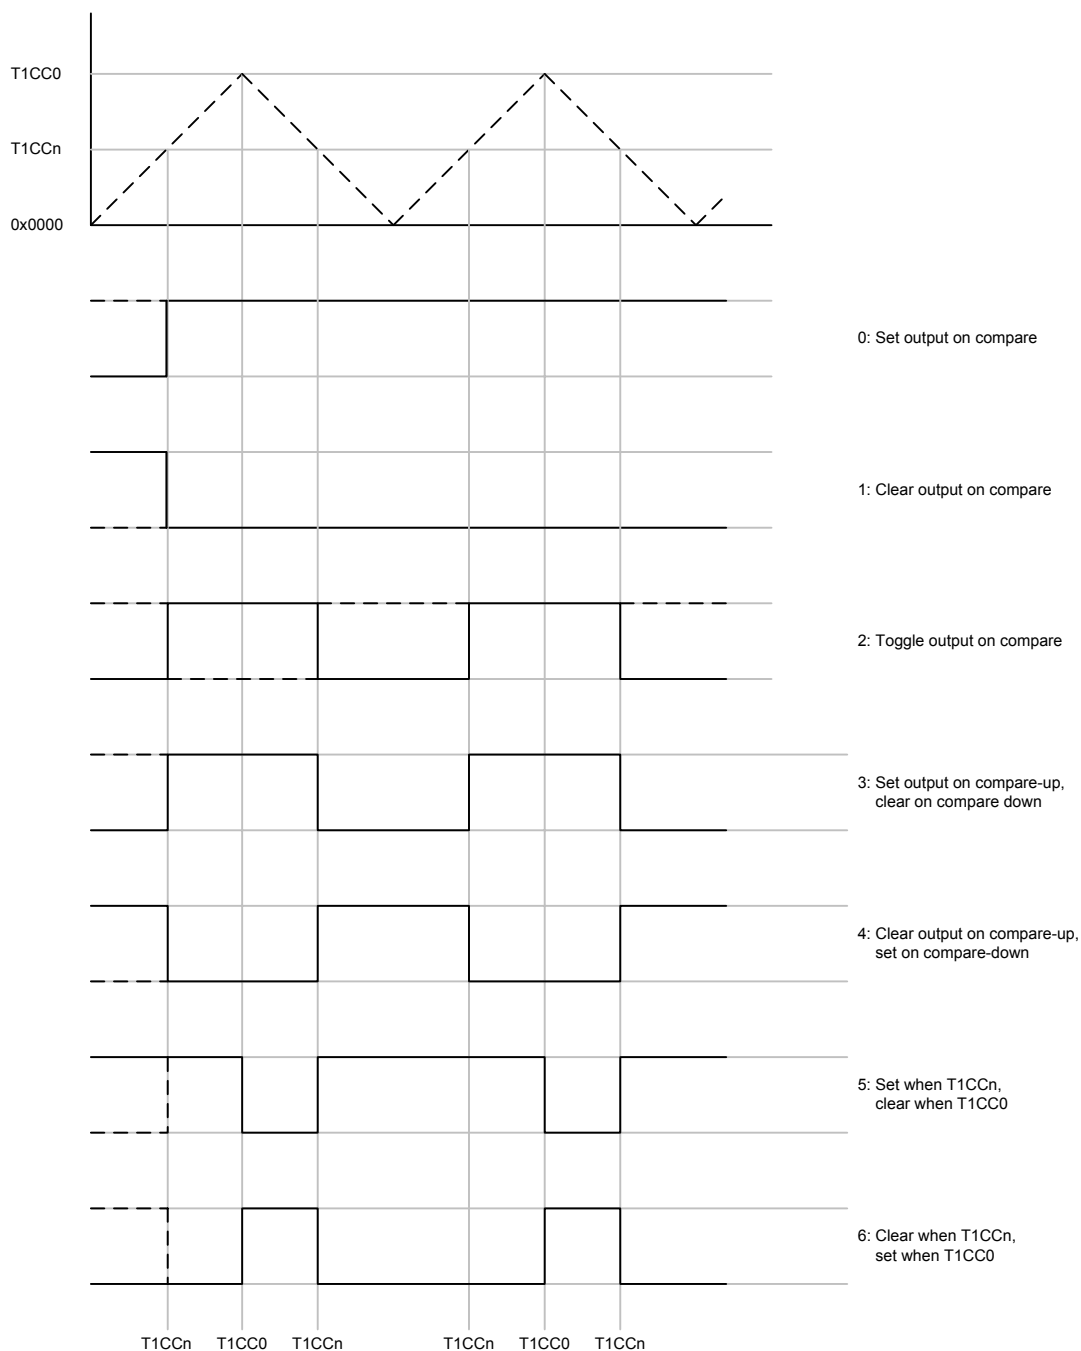 T1CC0
T1CCn
0x0000
0: Set output on compare
1: Clear output on compare
2: Toggle output on compare
3: Set output on compare-up,
clear on compare down
4: Clear output on compare-up,
set on compare-down
5: Set when T1CCn,
clear when T1CC0
6: Clear when T1CCn,
set when T1CC0
T1CCn T1CC0 T1CCn T1CCn T1CC0 T1CCn